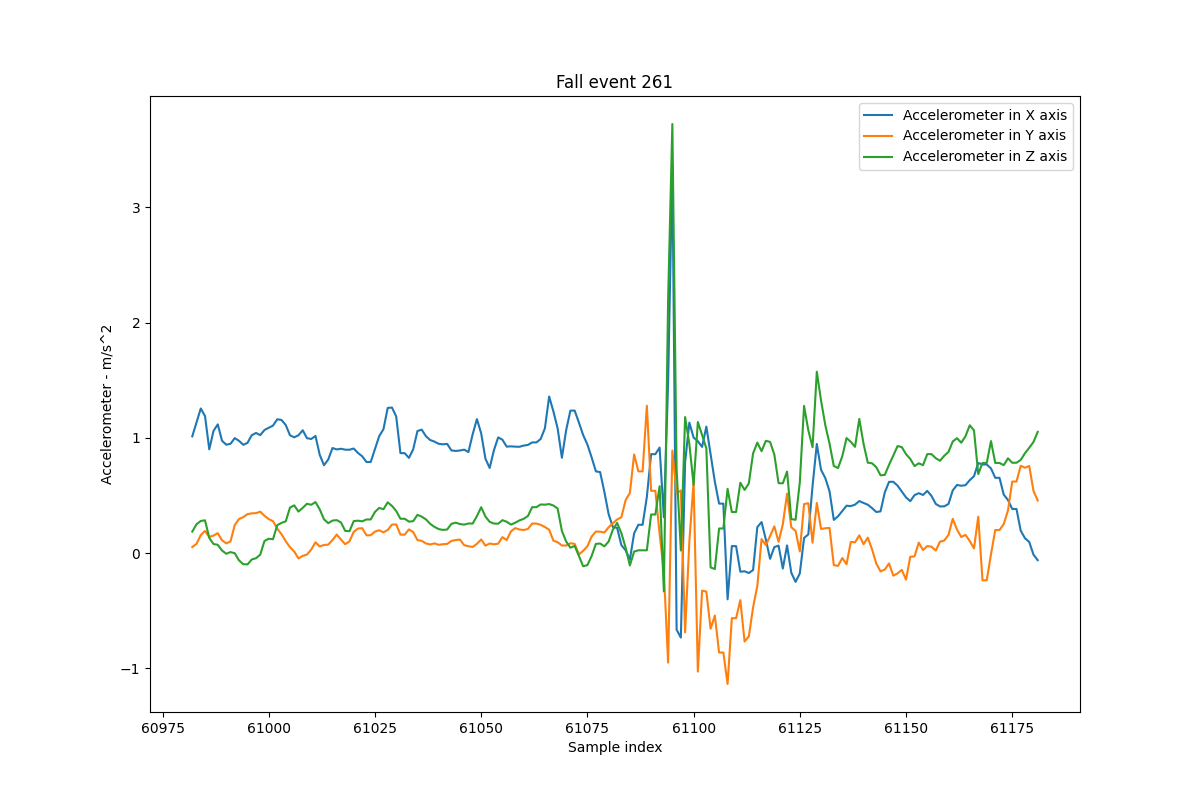 Fall event 261
Accelerometer in X axis
Accelerometer in Y axis
Accelerometer in Z axis
Accelerometer - m/s^2
3
2
1
0
−1
60975 61000 61025 61050 61075 61100 61125 61150 61175
Sample index